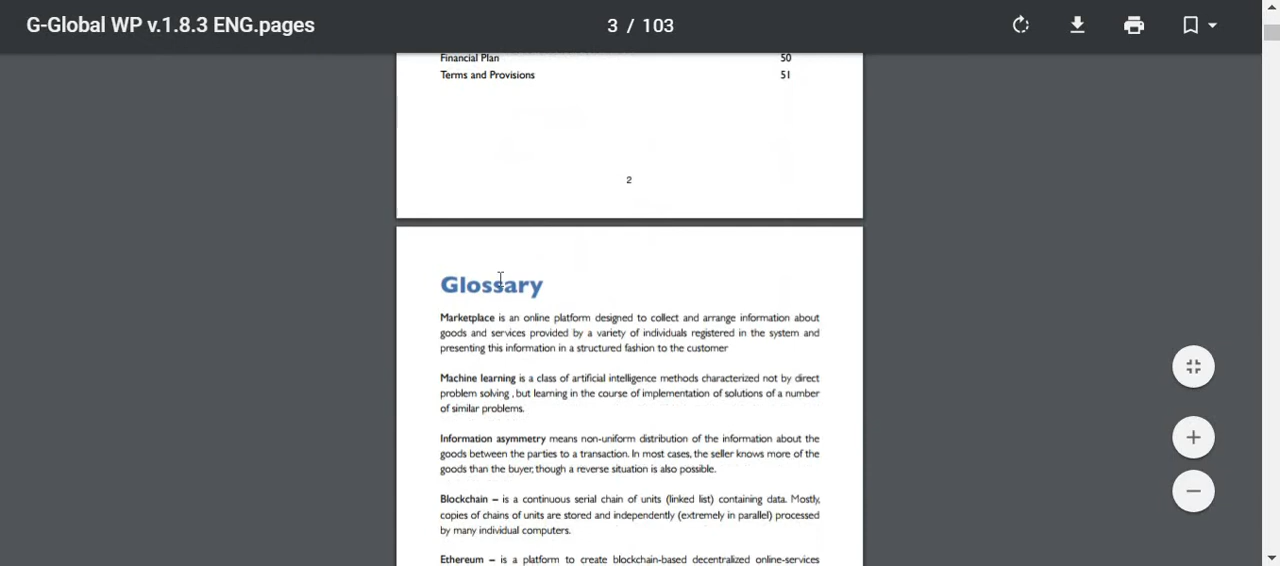 G-Global WP v.1.8.3 ENG.pages
3 / 103
Financial Plan 50
Terms and Provisions 51
2
Glossary
Marketplace is an online platform designed to collect and arrange information about
goods and services provided by a variety of individuals registered in the system and
presenting this information in a structured fashion to the customer
Machine learning is a class of artificial intelligence methods characterized not by direct
problem solving , but learning in the course of implementation of solutions of a number
of similar problems.
Information asymmetry means non-uniform distribution of the information about the
goods between the parties to a transaction. In most cases, the seller knows more of the
goods than the buyer, though a reverse situation is also possible.
Blockchain – is a continuous serial chain of units (linked list) containing data. Mostly,
copies of chains of units are stored and independently (extremely in parallel) processed
by many individual computers.
Ethereum – is a platform to create blockchain-based decentralized online-services